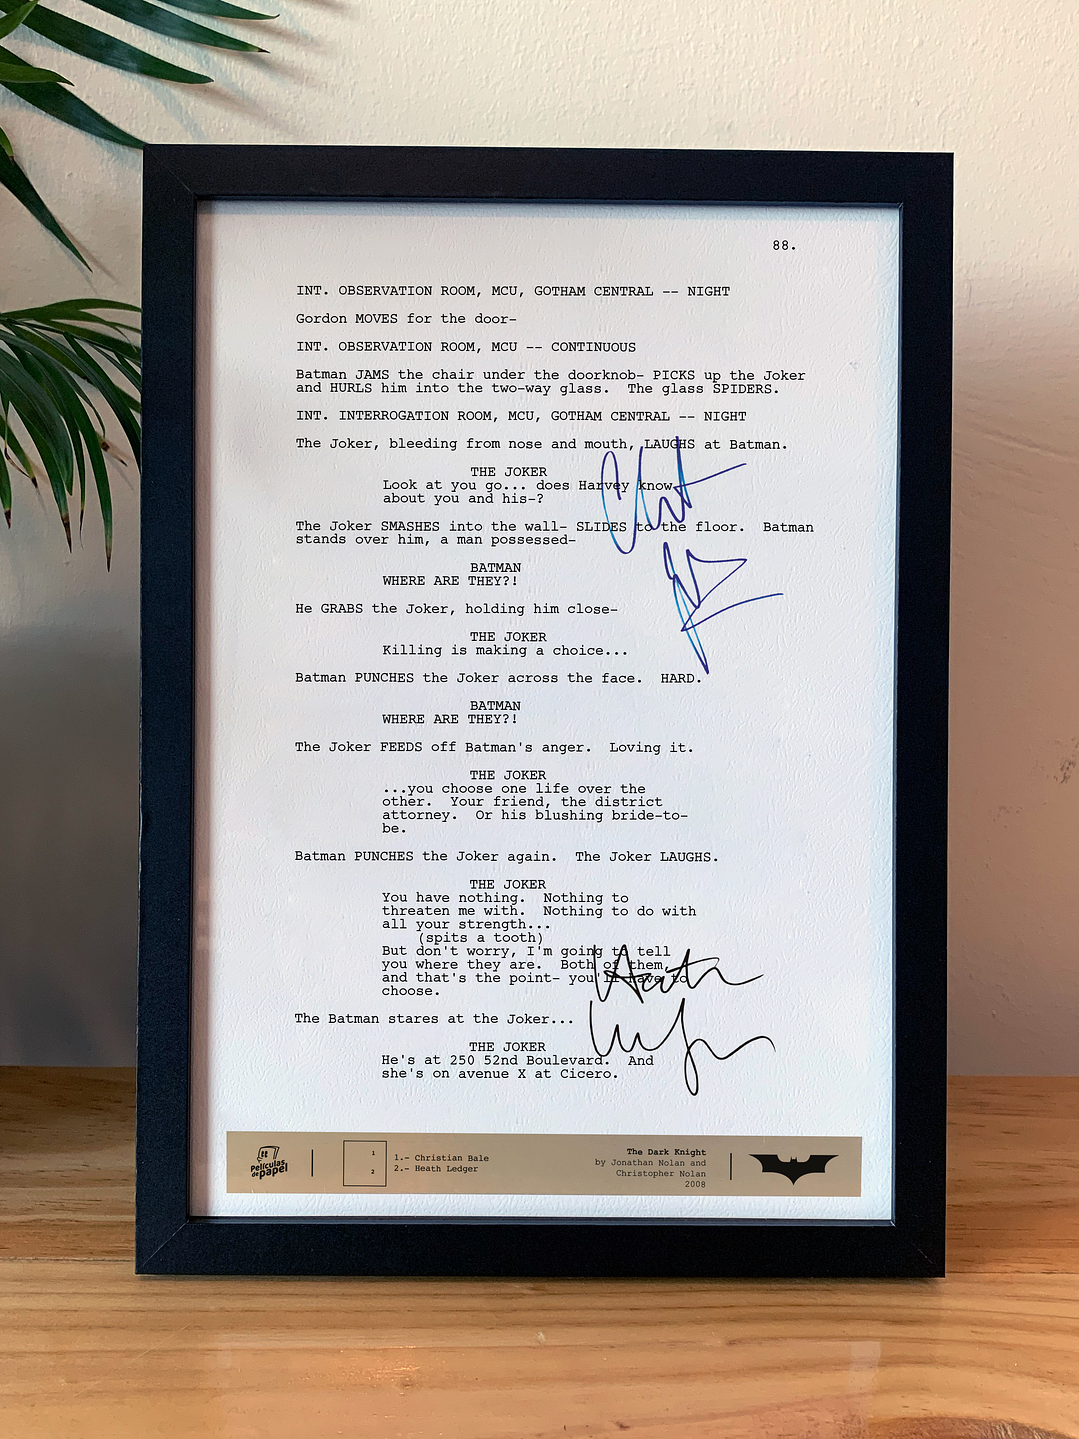 88.
INT. OBSERVATION ROOM, MCU, GOTHAM CENTRAL -- NIGHT
Gordon MOVES for the door-
INT. OBSERVATION ROOM, MCU -- CONTINUOUS
Batman JAMS the chair under the doorknob- PICKS up the Joker
and HURLS him into the two-way glass.  The glass SPIDERS.
INT. INTERROGATION ROOM, MCU, GOTHAM CENTRAL -- NIGHT
The Joker, bleeding from nose and mouth, LAUGHS at Batman.
THE JOKER
Look at you go... does Harvey know
about you and his-?
The Joker SMASHES into the wall- SLIDES to the floor.  Batman
stands over him, a man possessed-
BATMAN
WHERE ARE THEY?!
He GRABS the Joker, holding him close-
THE JOKER
Killing is making a choice...
Batman PUNCHES the Joker across the face.  HARD.
BATMAN
WHERE ARE THEY?!
The Joker FEEDS off Batman's anger.  Loving it.
THE JOKER
...you choose one life over the
other.  Your friend, the district
attorney.  Or his blushing bride-to-
be.
Batman PUNCHES the Joker again.  The Joker LAUGHS.
THE JOKER
You have nothing.  Nothing to
threaten me with.  Nothing to do with
all your strength...
(spits a tooth)
But don't worry, I'm going to tell
you where they are.  Both of them,
and that's the point- you'll have to
choose.
The Batman stares at the Joker...
THE JOKER
He's at 250 52nd Boulevard.  And
she's on avenue X at Cicero.
Películas
de papel
1
2
1.- Christian Bale
2.- Heath Ledger
The Dark Knight
by Jonathan Nolan and
Christopher Nolan
2008